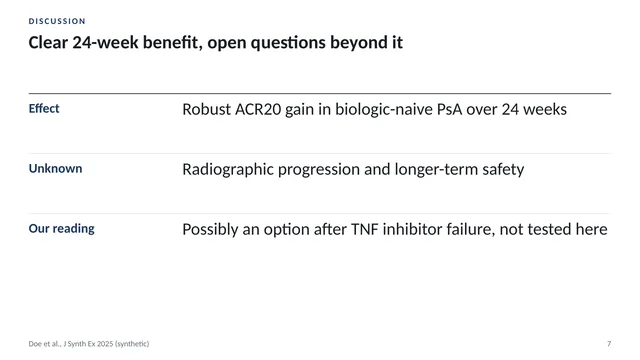 DISCUSSION
Clear 24-week benefit, open questions beyond it
Effect
Robust ACR20 gain in biologic-naive PsA over 24 weeks
Unknown
Radiographic progression and longer-term safety
Our reading
Possibly an option after TNF inhibitor failure, not tested here
Doe et al., J Synth Ex 2025 (synthetic)
7